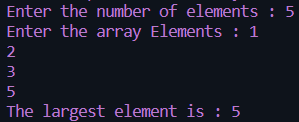 Enter the number of elements : 5
Enter the array Elements : 1
2
3
5
The largest element is : 5